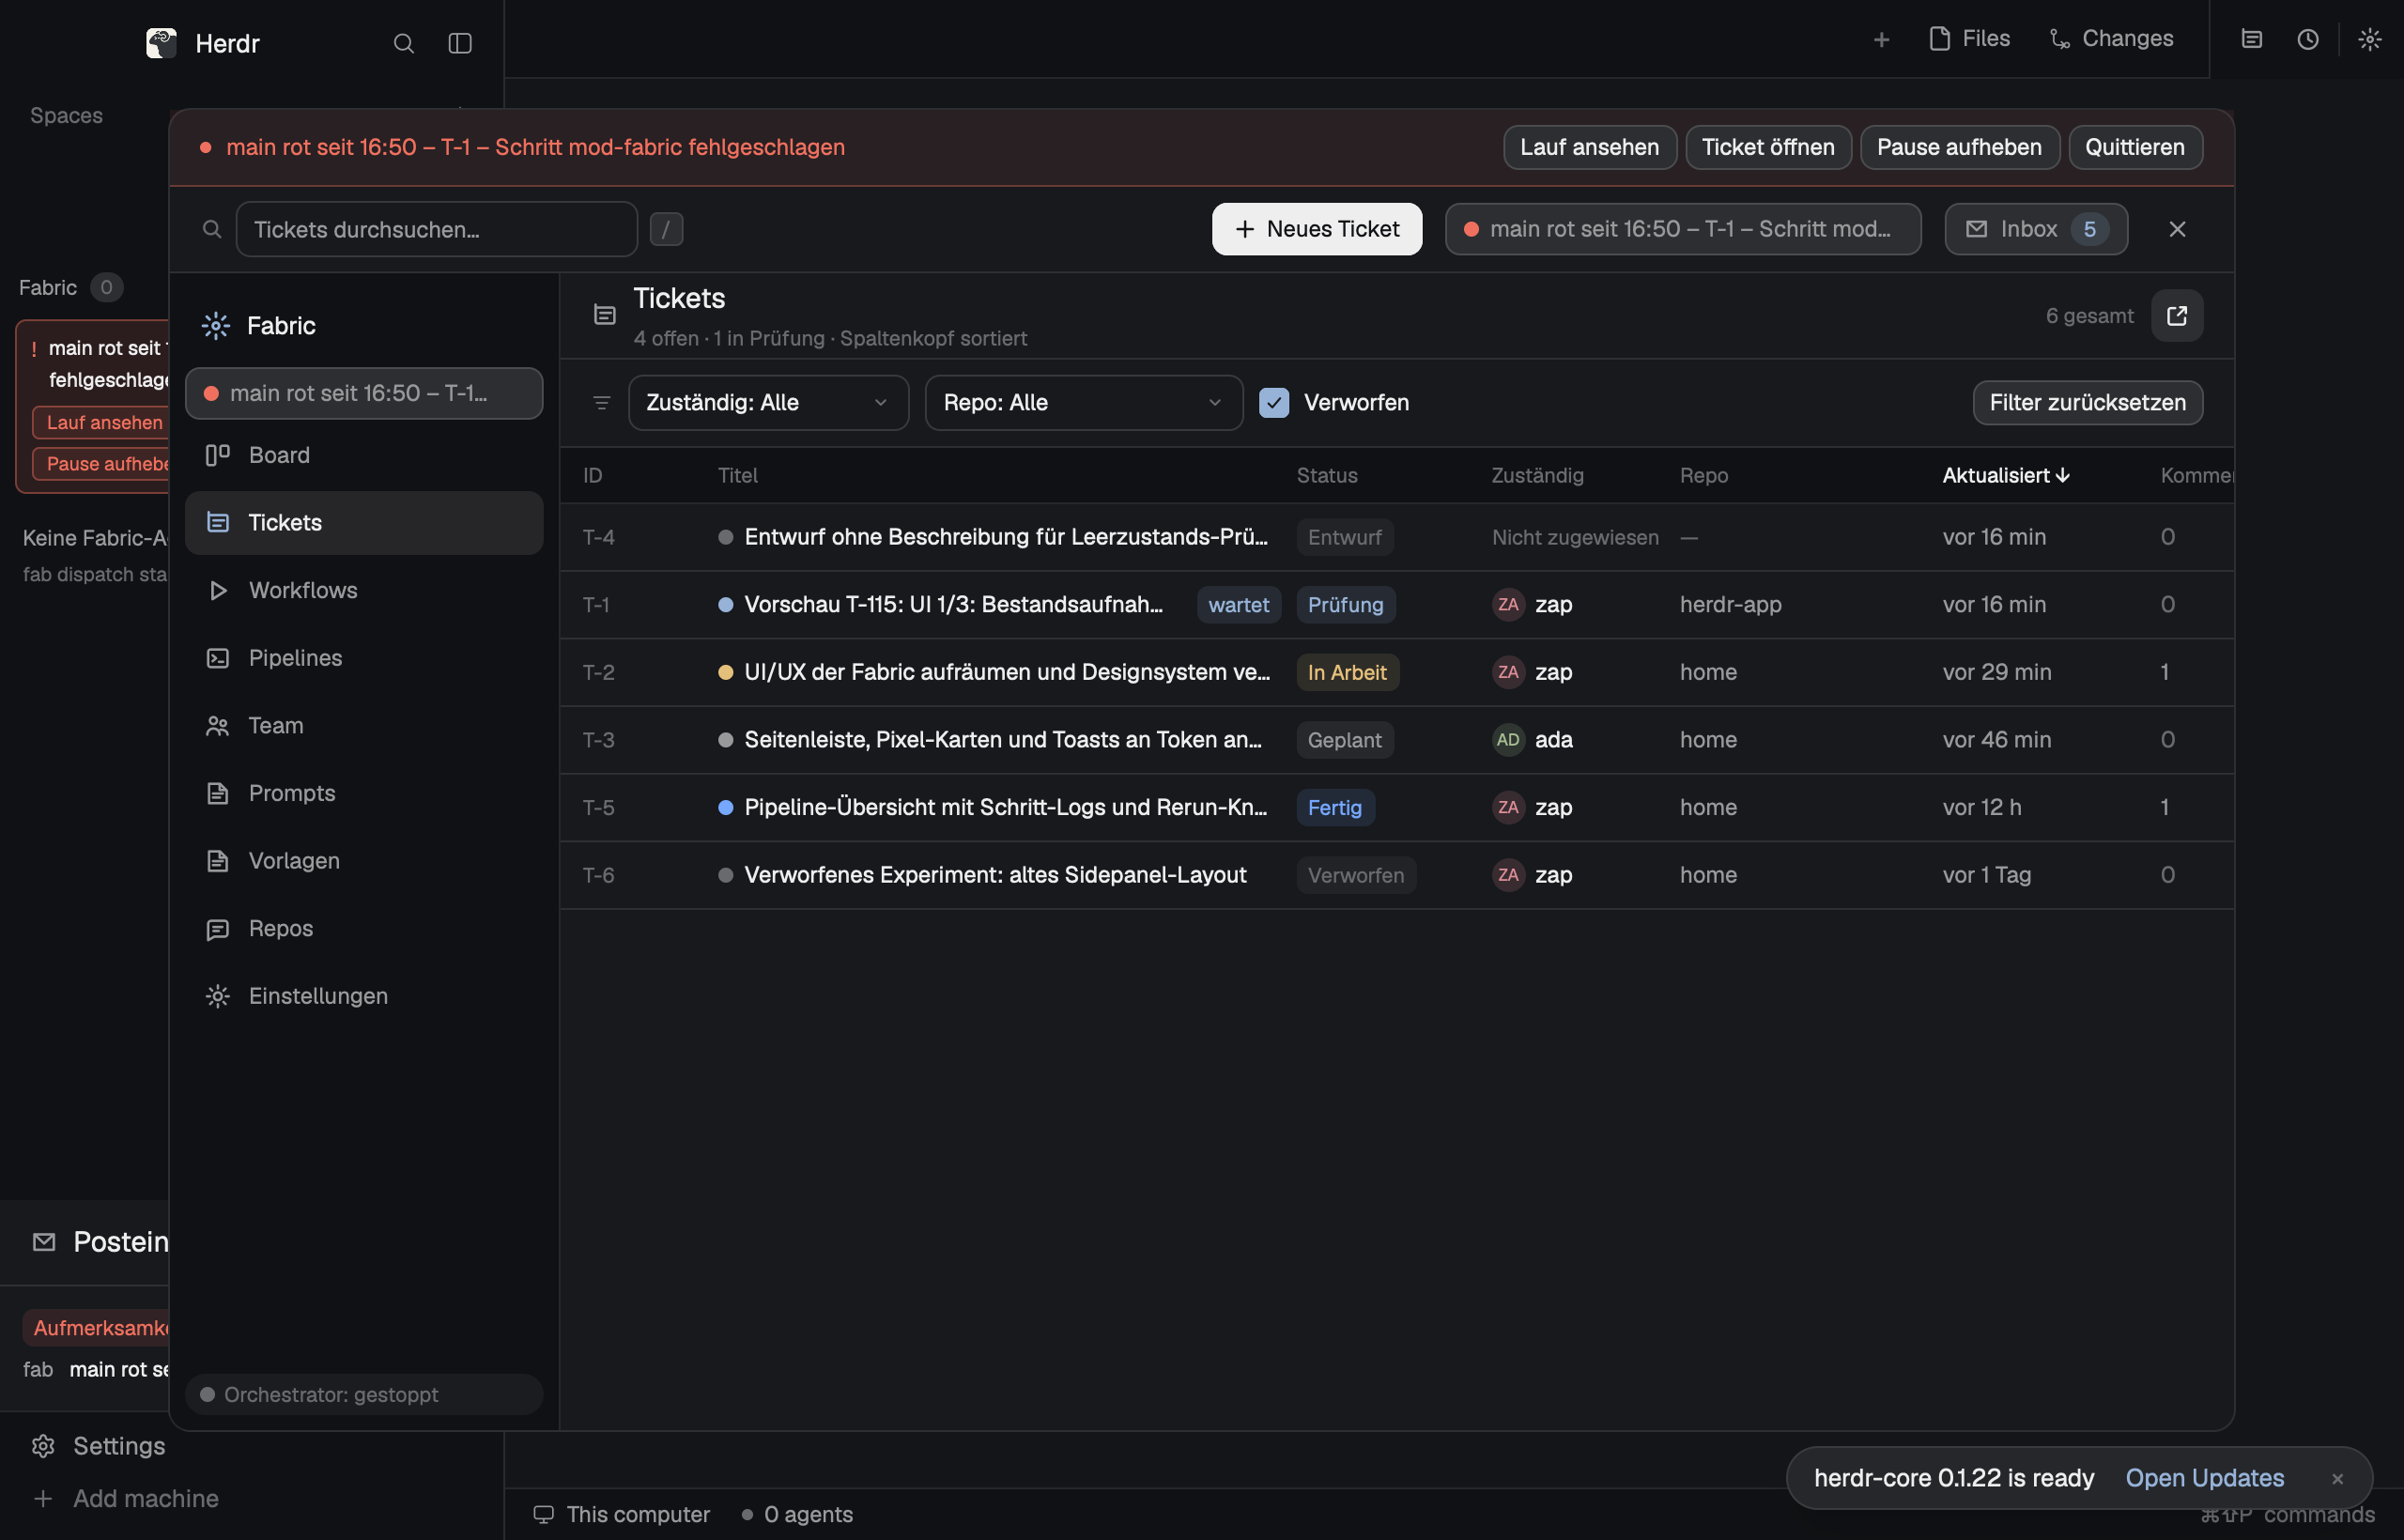 Herdr
Files
Changes
Spaces
main rot seit 16:50 – T-1 – Schritt mod-fabric fehlgeschlagen
Lauf ansehen
Ticket öffnen
Pause aufheben
Quittieren
Tickets durchsuchen...
/
+ Neues Ticket
main rot seit 16:50 – T-1 – Schritt mod...
Inbox 5
Fabric 0
! main rot seit
fehlgeschlage
Lauf ansehen
Pause aufhebe
Keine Fabric-A
fab dispatch sta
Fabric
main rot seit 16:50 – T-1...
Board
Tickets
Workflows
Pipelines
Team
Prompts
Vorlagen
Repos
Einstellungen
Orchestrator: gestoppt
Tickets
4 offen · 1 in Prüfung · Spaltenkopf sortiert
6 gesamt
Zuständig: Alle
Repo: Alle
Verworfen
Filter zurücksetzen
ID Titel Status Zuständig Repo Aktualisiert ↓ Kommen
T-4 Entwurf ohne Beschreibung für Leerzustands-Prü... Entwurf Nicht zugewiesen — vor 16 min 0
T-1 Vorschau T-115: UI 1/3: Bestandsaufnah... wartet Prüfung ZA zap herdr-app vor 16 min 0
T-2 UI/UX der Fabric aufräumen und Designsystem ve... In Arbeit ZA zap home vor 29 min 1
T-3 Seitenleiste, Pixel-Karten und Toasts an Token an... Geplant AD ada home vor 46 min 0
T-5 Pipeline-Übersicht mit Schritt-Logs und Rerun-Kn... Fertig ZA zap home vor 12 h 1
T-6 Verworfenes Experiment: altes Sidepanel-Layout Verworfen ZA zap home vor 1 Tag 0
Postein
Aufmerksamke
fab main rot se
Settings
+ Add machine
This computer
0 agents
herdr-core 0.1.22 is ready
Open Updates
×
⌘⇧P commands